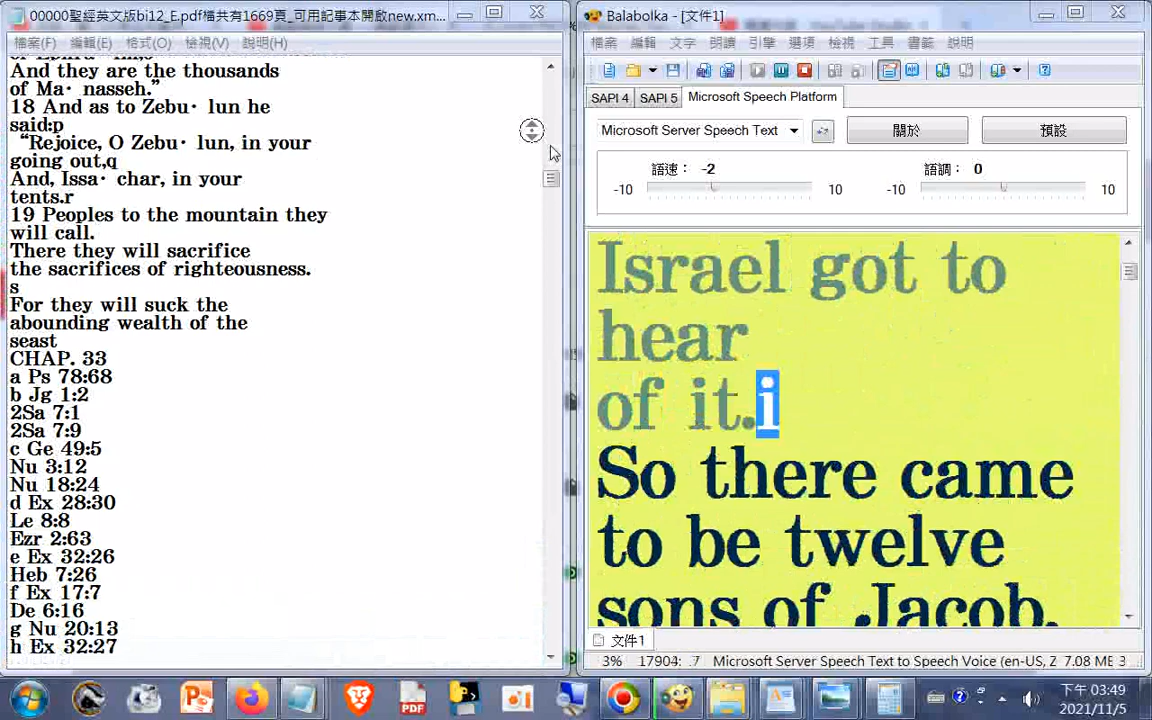 00000聖經英文版bi12_E.pdf檔共有1669頁_可用記事本開啟new.xm...
檔案(F) 編輯(E) 格式(O) 檢視(V) 說明(H)
And they are the thousands
of Ma· nasseh.”
18 And as to Zebu· lun he
said:p
“Rejoice, O Zebu· lun, in your
going out,q
And, Issa· char, in your
tents.r
19 Peoples to the mountain they
will call.
There they will sacrifice
the sacrifices of righteousness.
s
For they will suck the
abounding wealth of the
seast
CHAP. 33
a Ps 78:68
b Jg 1:2
2Sa 7:1
2Sa 7:9
c Ge 49:5
Nu 3:12
Nu 18:24
d Ex 28:30
Le 8:8
Ezr 2:63
e Ex 32:26
Heb 7:26
f Ex 17:7
De 6:16
g Nu 20:13
h Ex 32:27
Balabolka - [文件1]
檔案 編輯 文字 朗讀 引擎 選項 檢視 工具 書籤 說明
SAPI 4 SAPI 5 Microsoft Speech Platform
Microsoft Server Speech Text 關於 預設
語速： -2 語調： 0
-10 10 -10 10
Israel got to
hear
of it.i
So there came
to be twelve
sons of Jacob.
文件1
3% 17904: .7 Microsoft Server Speech Text to Speech Voice (en-US, Z 7.08 ME 3
下午 03:49
2021/11/5